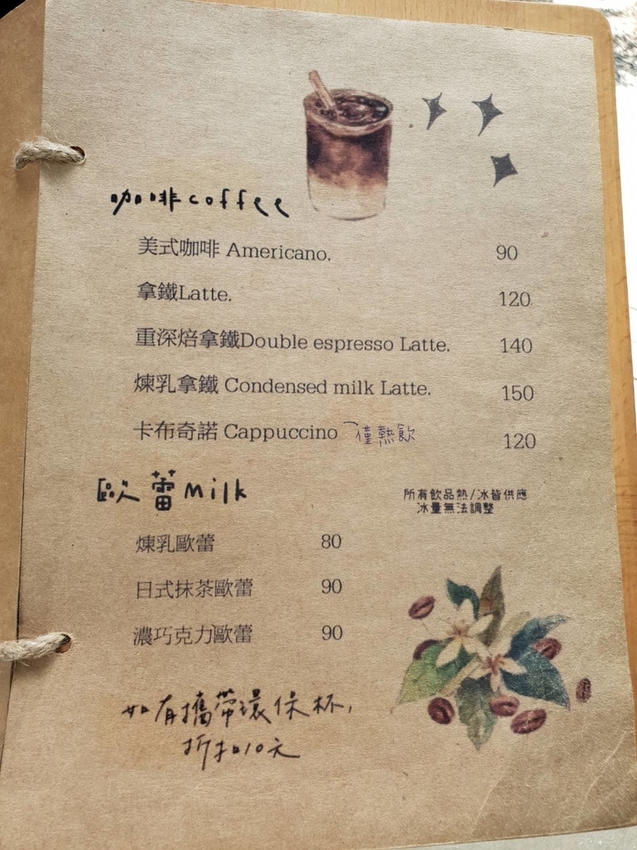 咖啡coffee
美式咖啡 Americano. 90
拿鐵Latte. 120
重深焙拿鐵Double espresso Latte. 140
煉乳拿鐵 Condensed milk Latte. 150
卡布奇諾 Cappuccino 僅熱飲 120
歐蕾milk
所有飲品熱/冰皆供應
冰量無法調整
煉乳歐蕾 80
日式抹茶歐蕾 90
濃巧克力歐蕾 90
如有攜帶環保杯,
折扣10元